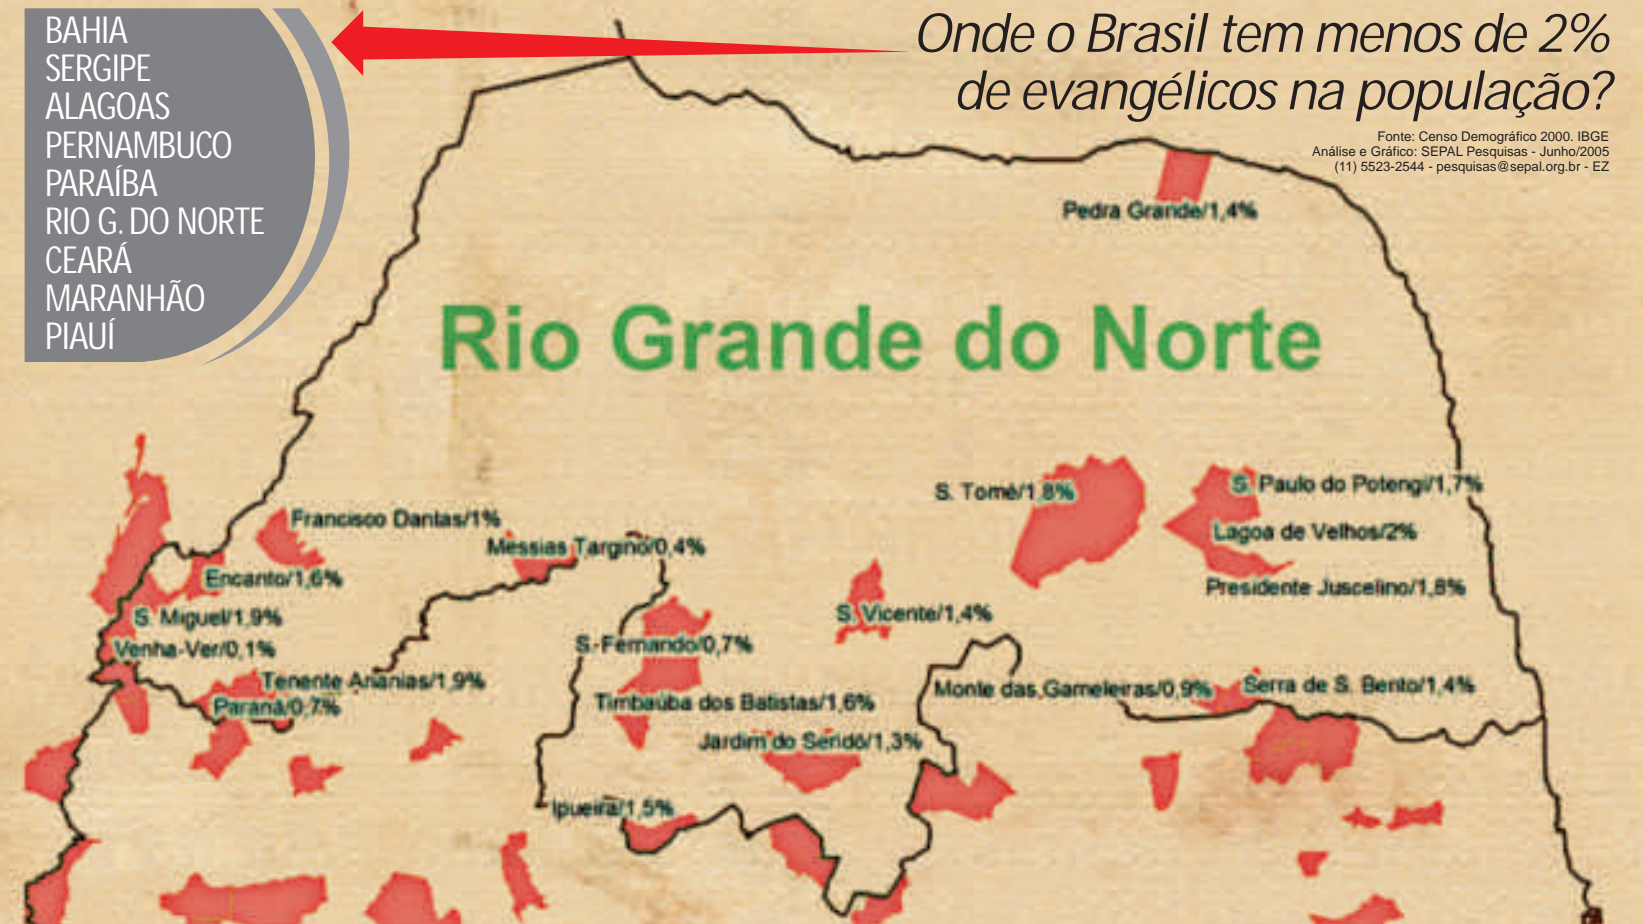 BAHIA
SERGIPE
ALAGOAS
PERNAMBUCO
PARAÍBA
RIO G. DO NORTE
CEARÁ
MARANHÃO
PIAUÍ
Onde o Brasil tem menos de 2%
de evangélicos na população?
Fonte: Censo Demográfico 2000. IBGE
Análise e Gráfico: SEPAL Pesquisas - Junho/2005
(11) 5523-2544 - pesquisas@sepal.org.br - EZ
Pedra Grande/1,4%
Rio Grande do Norte
S. Tomé/1,8%
S. Paulo do Potengi/1,7%
Francisco Dantas/1%
Lagoa de Velhos/2%
Messias Targino/0,4%
Encanto/1,6%
Presidente Juscelino/1,8%
S. Miguel/1,9%
S. Vicente/1,4%
Venha-Ver/0,1%
S. Fernando/0,7%
Tenente Ananias/1,9%
Monte das Gameleiras/0,9%
Serra de S. Bento/1,4%
Paraná/0,7%
Timbaúba dos Batistas/1,6%
Jardim do Seridó/1,3%
Ipueira/1,5%